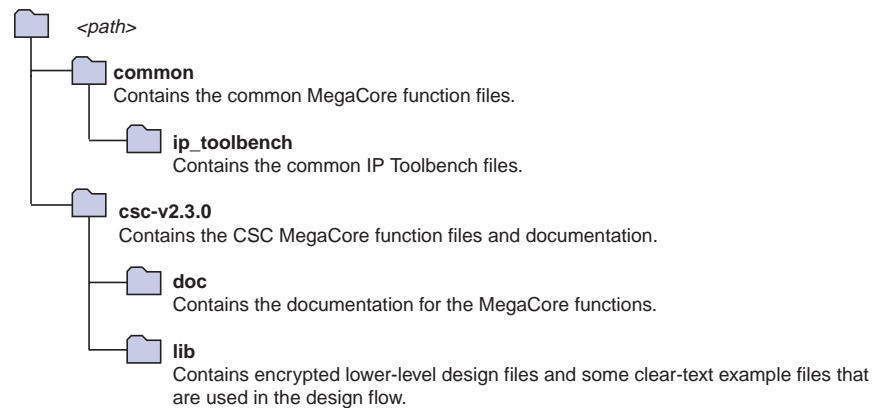 <path>
common
Contains the common MegaCore function files.
ip_toolbench
Contains the common IP Toolbench files.
csc-v2.3.0
Contains the CSC MegaCore function files and documentation.
doc
Contains the documentation for the MegaCore functions.
lib
Contains encrypted lower-level design files and some clear-text example files that
are used in the design flow.